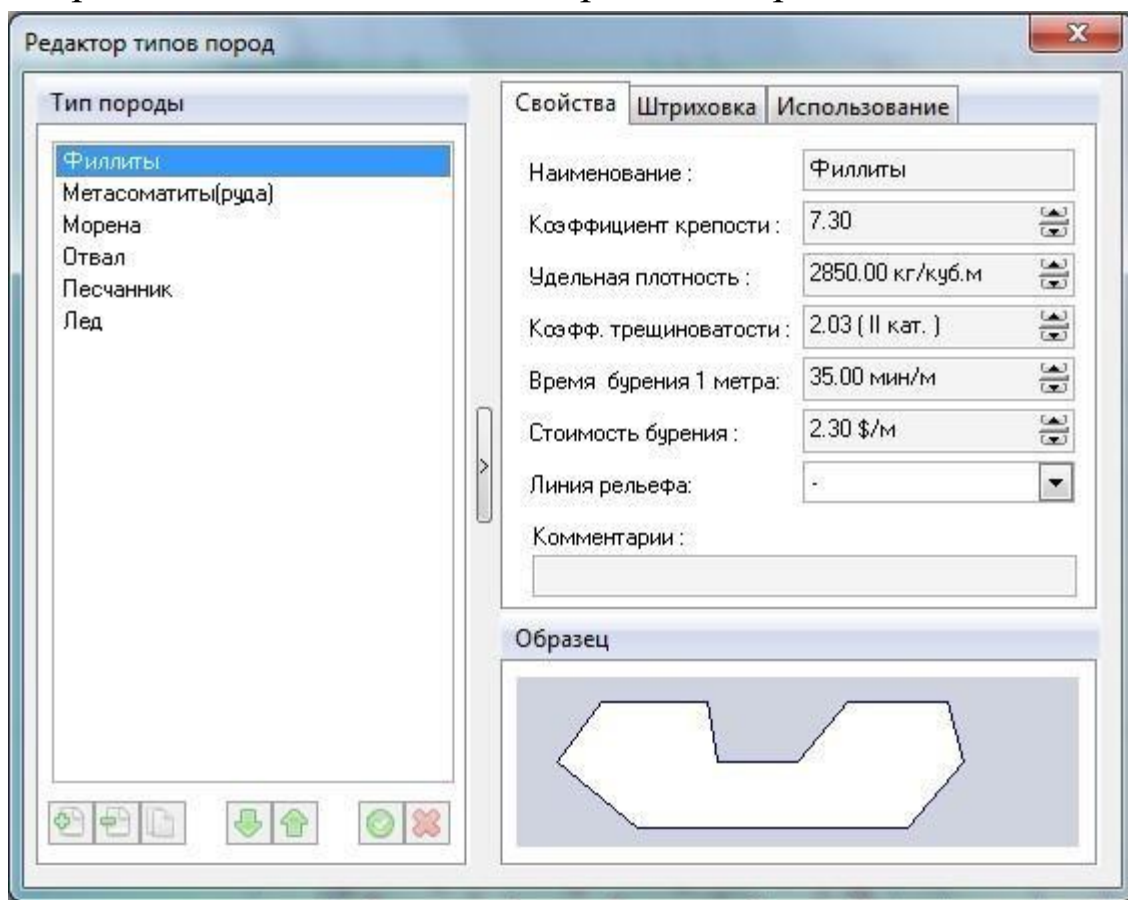 Редактор типов пород
Тип породы
Филлиты
Метасоматиты(руда)
Морена
Отвал
Песчанник
Лед
Свойства Штриховка Использование
Наименование : Филлиты
Коэффициент крепости : 7.30
Удельная плотность : 2850.00 кг/куб.м
Коэфф. трещиноватости : 2.03 ( II кат. )
Время бурения 1 метра: 35.00 мин/м
Стоимость бурения : 2.30 $/м
Линия рельефа: -
Комментарии :
Образец